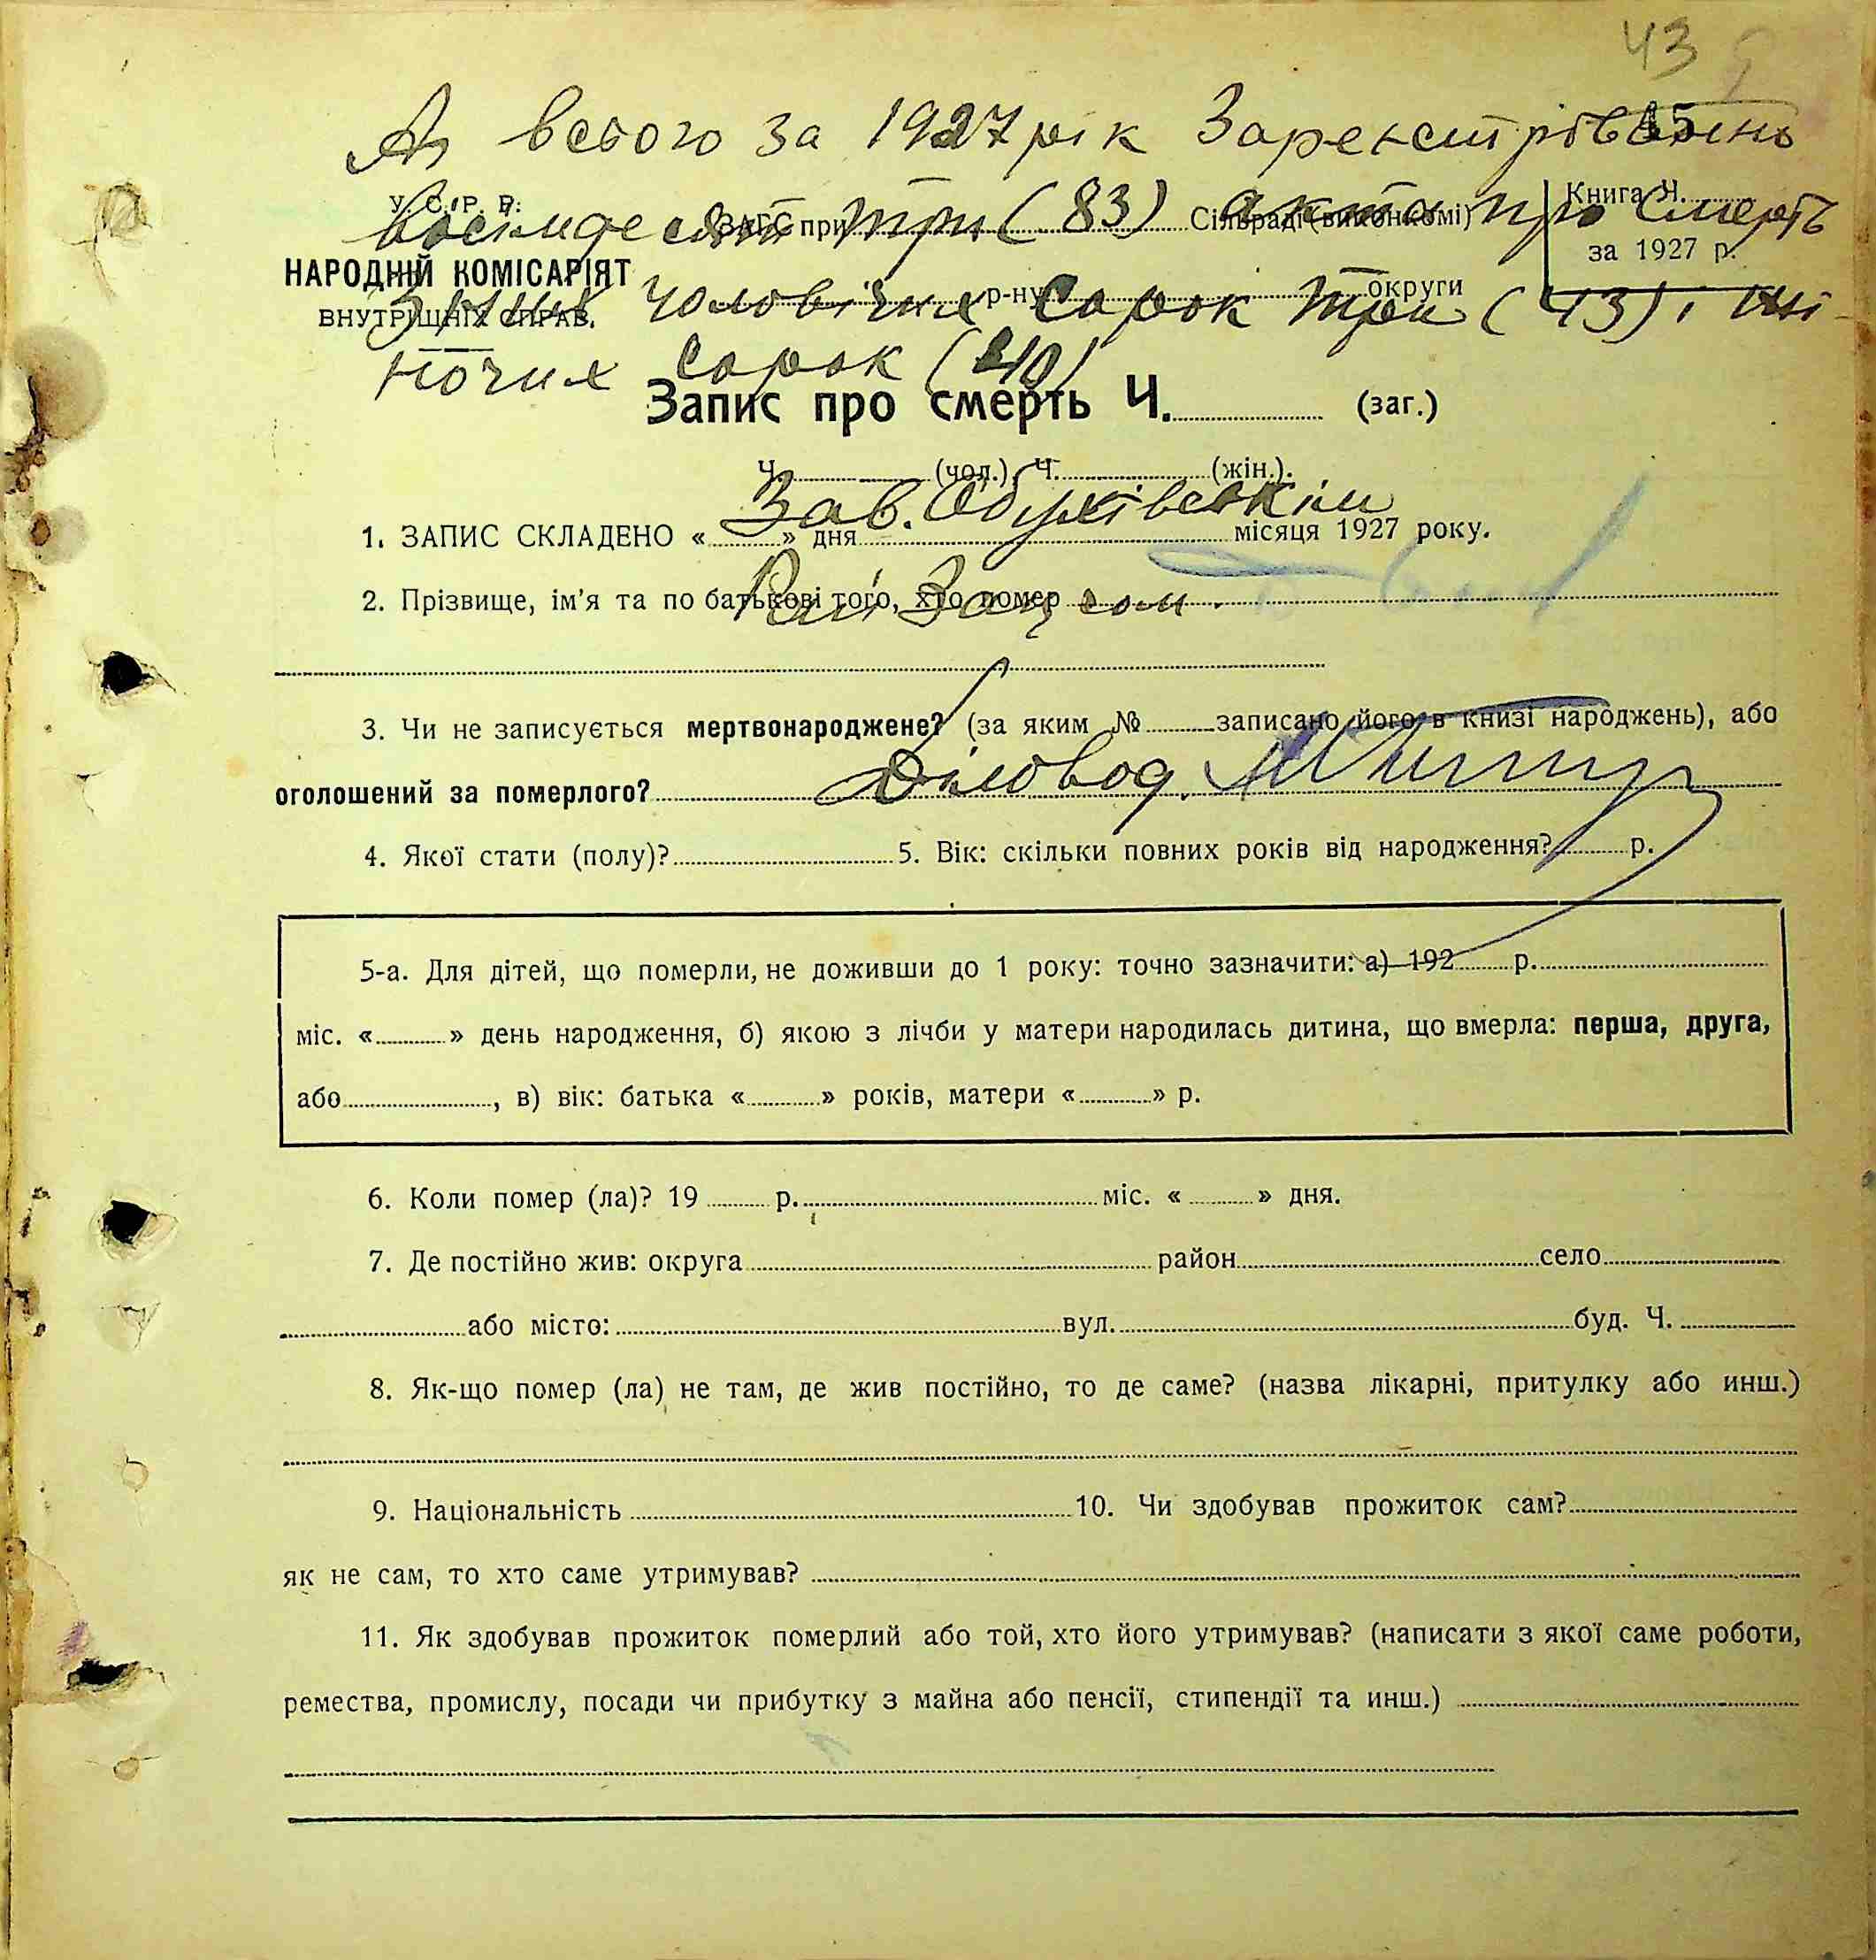 43
А всього за 1927 рік Зареєстрівано
15
У. С. Р. Р.
ЗАГС при Сільраді (виконкомі)
Книга Ч.
вісімдесят три (83) акта про смерть
за 1927 р.
НАРОДНІЙ КОМІСАРІЯТ
р-ну округи
ВНУТРІШНІХ СПРАВ.
з них чоловічих Сорок три (43) і жі-
ночих Сорок (40)
Запис про смерть Ч. (заг.)
Ч. (чол.) Ч. (жін.).
Зав. Обухівським
1. ЗАПИС СКЛАДЕНО « » дня місяця 1927 року.
2. Прізвище, ім'я та по батькові того, хто помер
Рай Загсом.
3. Чи не записується мертвонароджене? (за яким № записано його в книзі народжень), або
оголошений за померлого?
Діловод.
4. Якої стати (полу)? 5. Вік: скільки повних років від народження? р.
5-а. Для дітей, що померли, не доживши до 1 року: точно зазначити: а) 192 р.
міс. « » день народження, б) якою з лічби у матери народилась дитина, що вмерла: перша, друга,
або , в) вік: батька « » років, матери « » р.
6. Коли помер (ла)? 19 р. міс. « » дня.
7. Де постійно жив: округа район село
або місто: вул. буд. Ч.
8. Як-що помер (ла) не там, де жив постійно, то де саме? (назва лікарні, притулку або инш.)
9. Національність 10. Чи здобував прожиток сам?
як не сам, то хто саме утримував?
11. Як здобував прожиток померлий або той, хто його утримував? (написати з якої саме роботи,
ремества, промислу, посади чи прибутку з майна або пенсії, стипендії та инш.)